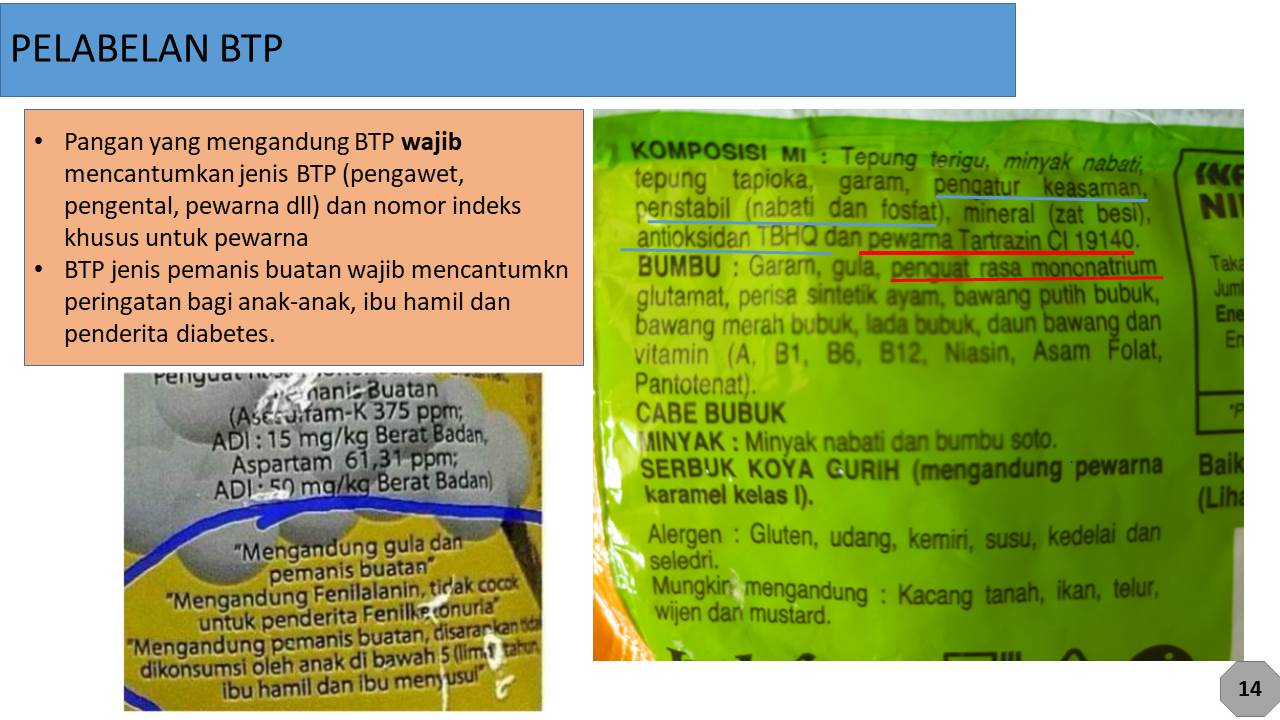 PELABELAN BTP
• Pangan yang mengandung BTP wajib
mencantumkan jenis BTP (pengawet,
pengental, pewarna dll) dan nomor indeks
khusus untuk pewarna
• BTP jenis pemanis buatan wajib mencantumkn
peringatan bagi anak-anak, ibu hamil dan
penderita diabetes.
Buatan
375 ppm;
ADI : 15 mg/kg Berat Badan,
Aspartam 61,31 ppm;
ADI : 50 mg/kg Berat Badan)
"Mengandung gula dan
pemanis buatan"
"Mengandung Fenilalanin, tidak cocok
untuk penderita Fenilketonuria"
"Mengandung pemanis buatan, disarankan tidak
dikonsumsi oleh anak di bawah 5 (lima) tahun,
ibu hamil dan ibu menyusui"
KOMPOSISI MI : Tepung terigu, minyak nabati,
tepung tapioka, garam, pengatur keasaman,
penstabil (nabati dan fosfat), mineral (zat besi),
antioksidan TBHQ dan pewarna Tartrazin CI 19140.
BUMBU : Garam, gula, penguat rasa mononatrium
glutamat, perisa sintetik ayam, bawang putih bubuk,
bawang merah bubuk, lada bubuk, daun bawang dan
vitamin (A, B1, B6, B12, Niasin, Asam Folat,
Pantotenat).
CABE BUBUK
MINYAK : Minyak nabati dan bumbu soto.
SERBUK KOYA GURIH (mengandung pewarna
karamel kelas I).
Alergen : Gluten, udang, kemiri, susu, kedelai dan
seledri.
Mungkin mengandung : Kacang tanah, ikan, telur,
wijen dan mustard.
Baik
(Liha
14